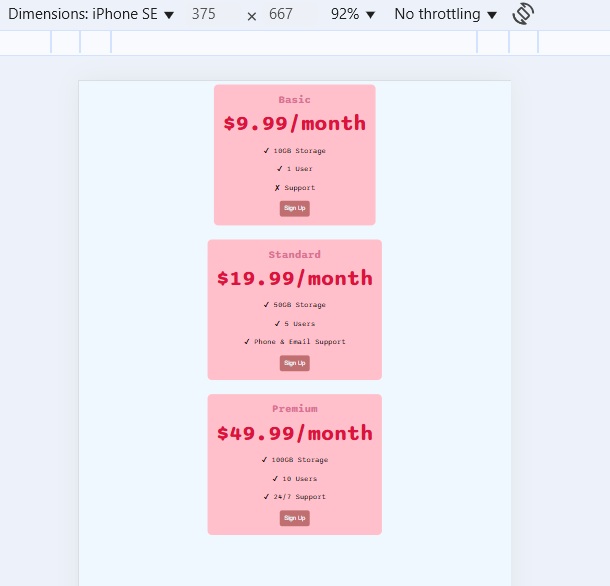 Dimensions: iPhone SE ▼ 375 × 667 92% ▼ No throttling ▼
Basic
$9.99/month
✓ 10GB Storage
✓ 1 User
✗ Support
Sign Up
Standard
$19.99/month
✓ 50GB Storage
✓ 5 Users
✓ Phone & Email Support
Sign Up
Premium
$49.99/month
✓ 100GB Storage
✓ 10 Users
✓ 24/7 Support
Sign Up